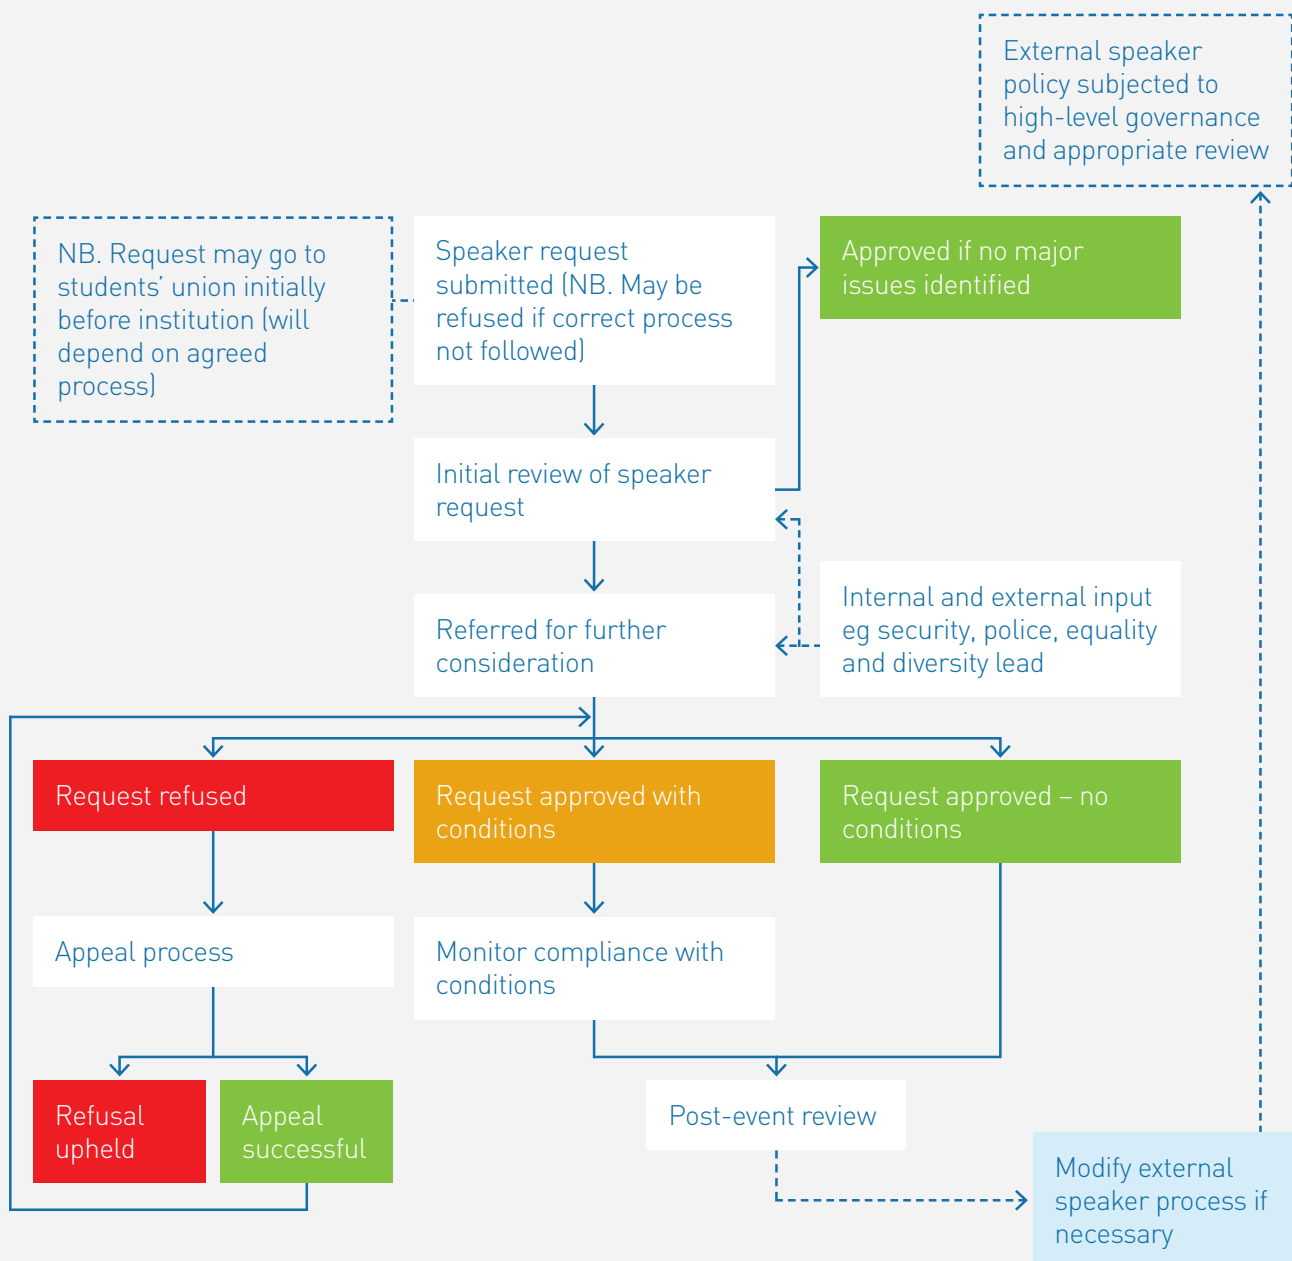 External speaker
policy subjected to
high-level governance
and appropriate review
NB. Request may go to
students’ union initially
before institution (will
depend on agreed
process)
Speaker request
submitted (NB. May be
refused if correct process
not followed)
Approved if no major
issues identified
Initial review of speaker
request
Internal and external input
eg security, police, equality
and diversity lead
Referred for further
consideration
Request refused
Request approved with
conditions
Request approved – no
conditions
Appeal process
Monitor compliance with
conditions
Refusal
upheld
Appeal
successful
Post-event review
Modify external
speaker process if
necessary